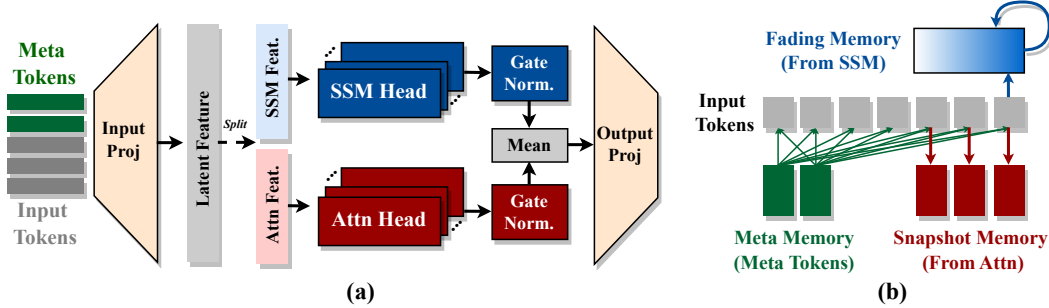 Meta
Tokens
Input
Tokens
Input
Proj
Latent Feature
Split
SSM Feat.
Attn Feat.
SSM Head
Attn Head
Gate
Norm.
Mean
Gate
Norm.
Output
Proj
(a)
Fading Memory
(From SSM)
Input
Tokens
Meta Memory
(Meta Tokens)
Snapshot Memory
(From Attn)
(b)